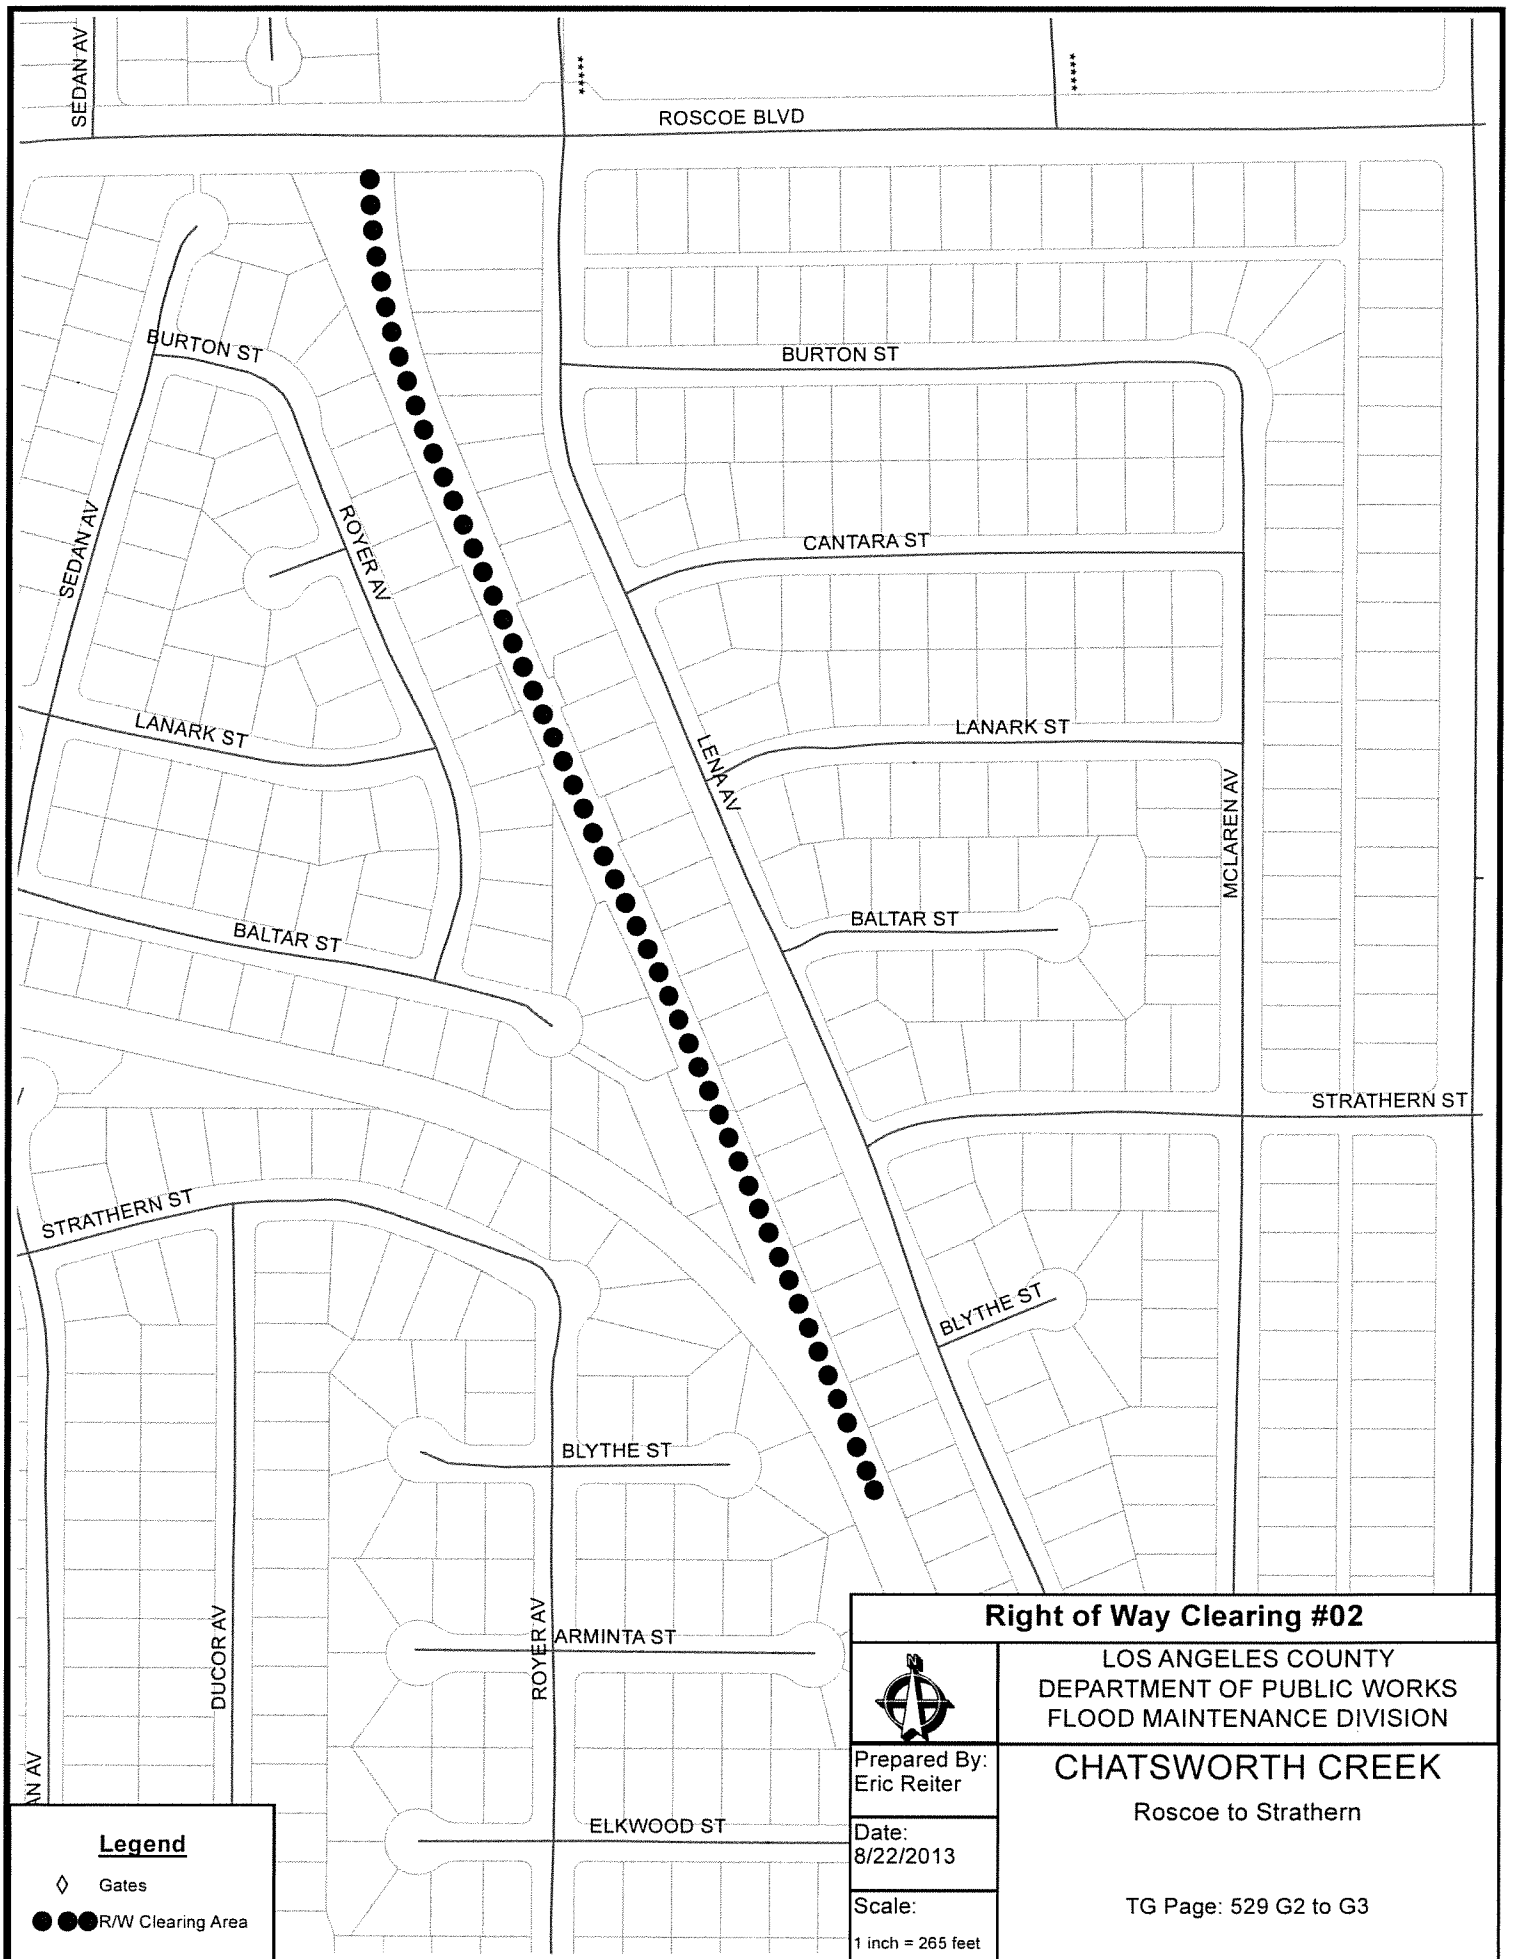 SEDAN AV
ROSCOE BLVD
BURTON ST
BURTON ST
SEDAN AV
ROYER AV
CANTARA ST
LANARK ST
LENA AV
LANARK ST
MCLAREN AV
BALTAR ST
BALTAR ST
STRATHERN ST
STRATHERN ST
BLYTHE ST
BLYTHE ST
DUCOR AV
ROYER AV
ARMINTA ST
AN AV
ELKWOOD ST
Legend
Gates
R/W Clearing Area
Right of Way Clearing #02
N
LOS ANGELES COUNTY
DEPARTMENT OF PUBLIC WORKS
FLOOD MAINTENANCE DIVISION
Prepared By:
Eric Reiter
CHATSWORTH CREEK
Roscoe to Strathern
Date:
8/22/2013
Scale:
1 inch = 265 feet
TG Page: 529 G2 to G3